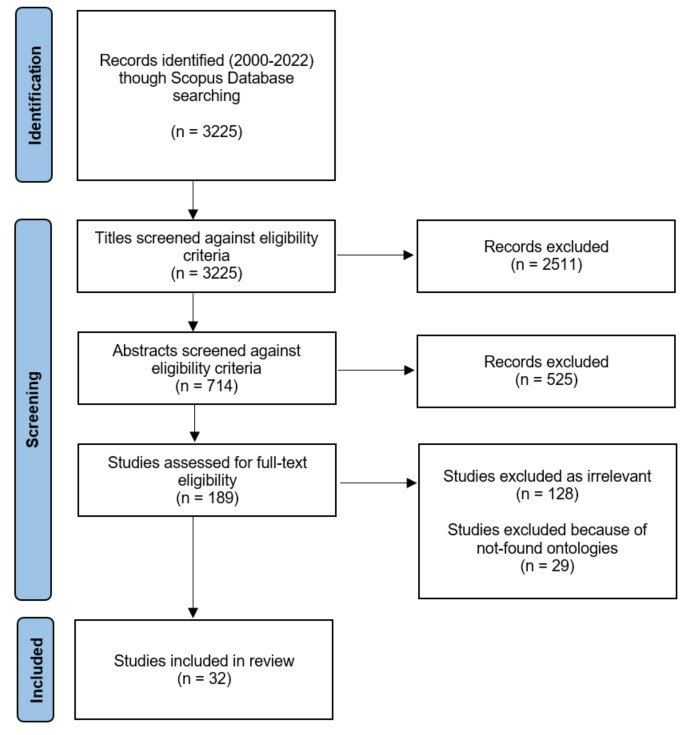 Identification
Records identified (2000-2022)
though Scopus Database
searching
(n = 3225)
Screening
Titles screened against eligibility
criteria
(n = 3225)
Records excluded
(n = 2511)
Abstracts screened against
eligibility criteria
(n = 714)
Records excluded
(n = 525)
Studies assessed for full-text
eligibility
(n = 189)
Studies excluded as irrelevant
(n = 128)
Studies excluded because of
not-found ontologies
(n = 29)
Included
Studies included in review
(n = 32)